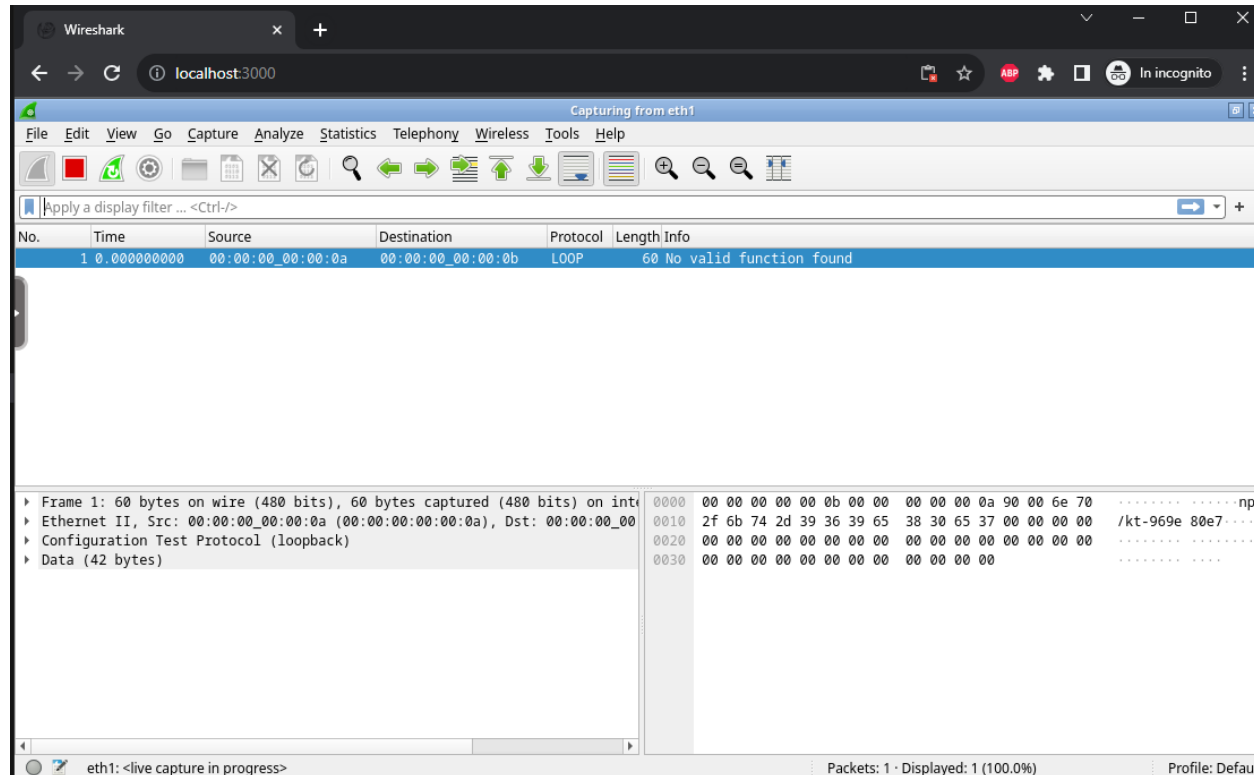 Wireshark
localhost:3000
ABP
In incognito
Capturing from eth1
File Edit View Go Capture Analyze Statistics Telephony Wireless Tools Help
Apply a display filter ... <Ctrl-/>
No. Time Source Destination Protocol Length Info
1 0.000000000 00:00:00_00:00:0a 00:00:00_00:00:0b LOOP 60 No valid function found
Frame 1: 60 bytes on wire (480 bits), 60 bytes captured (480 bits) on inte
Ethernet II, Src: 00:00:00_00:00:0a (00:00:00:00:00:0a), Dst: 00:00:00_00
Configuration Test Protocol (loopback)
Data (42 bytes)
0000 00 00 00 00 00 0b 00 00 00 00 00 0a 90 00 6e 70 ········ ······np
0010 2f 6b 74 2d 39 36 39 65 38 30 65 37 00 00 00 00 /kt-969e 80e7····
0020 00 00 00 00 00 00 00 00 00 00 00 00 00 00 00 00 ········ ········
0030 00 00 00 00 00 00 00 00 00 00 00 00 ········ ····
eth1: <live capture in progress>
Packets: 1 · Displayed: 1 (100.0%)
Profile: Defau